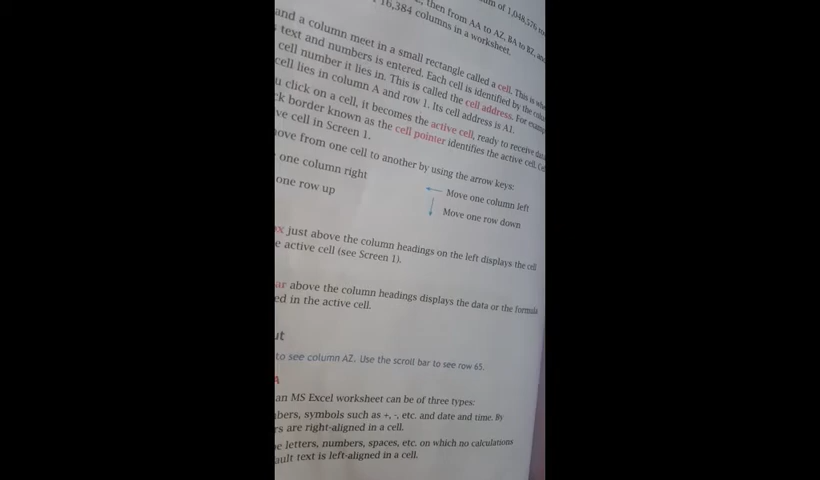 um of 1,048,576
then from AA to AZ, BA to BZ, and
16,384 columns in a worksheet.
and a column meet in a small rectangle called a cell. This is
text and numbers is entered. Each cell is identified by the
cell number it lies in. This is called the cell address. For
cell lies in column A and row 1. Its cell address is A1.
u click on a cell, it becomes the active cell, ready to receive data
ck border known as the cell pointer identifies the active cell.
ve cell in Screen 1.
ove from one cell to another by using the arrow keys:
one column right
← Move one column left
one row up
↓ Move one row down
x just above the column headings on the left displays the cell
e active cell (see Screen 1).
ar above the column headings displays the data or the formula
ed in the active cell.
ut
to see column AZ. Use the scroll bar to see row 65.
A
an MS Excel worksheet can be of three types:
bers, symbols such as +, -, etc. and date and time. By
rs are right-aligned in a cell.
e letters, numbers, spaces, etc. on which no calculations
ault text is left-aligned in a cell.